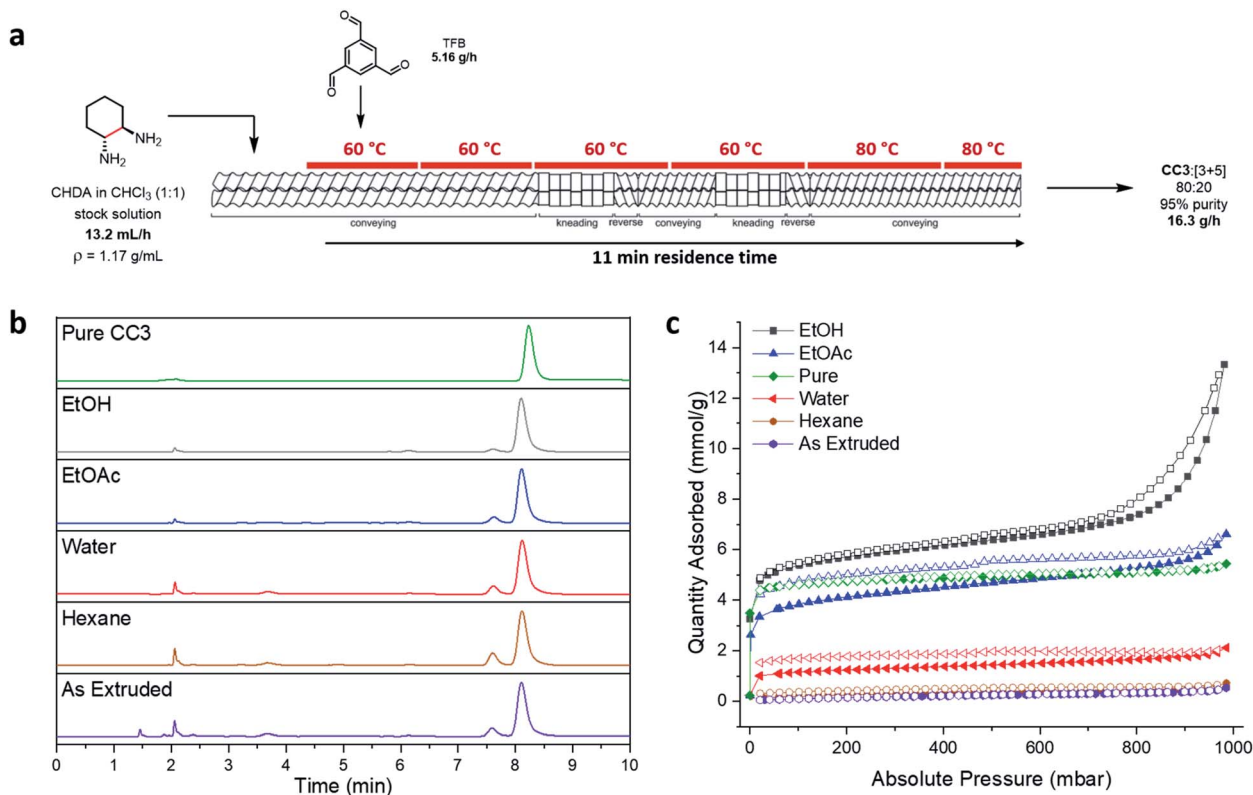 a
TFB
5.16 g/h
O
O
O
NH2
NH2
60 °C 60 °C 60 °C 60 °C 80 °C 80 °C
CHDA in CHCl3 (1:1)
stock solution
13.2 mL/h
ρ = 1.17 g/mL
conveying kneading reverse conveying kneading reverse conveying
11 min residence time
CC3:[3+5]
80:20
95% purity
16.3 g/h
b
Pure CC3
EtOH
EtOAc
Water
Hexane
As Extruded
0 1 2 3 4 5 6 7 8 9 10
Time (min)
c
EtOH
EtOAc
Pure
Water
Hexane
As Extruded
14
12
10
8
6
4
2
0
Quantity Adsorbed (mmol/g)
0 200 400 600 800 1000
Absolute Pressure (mbar)